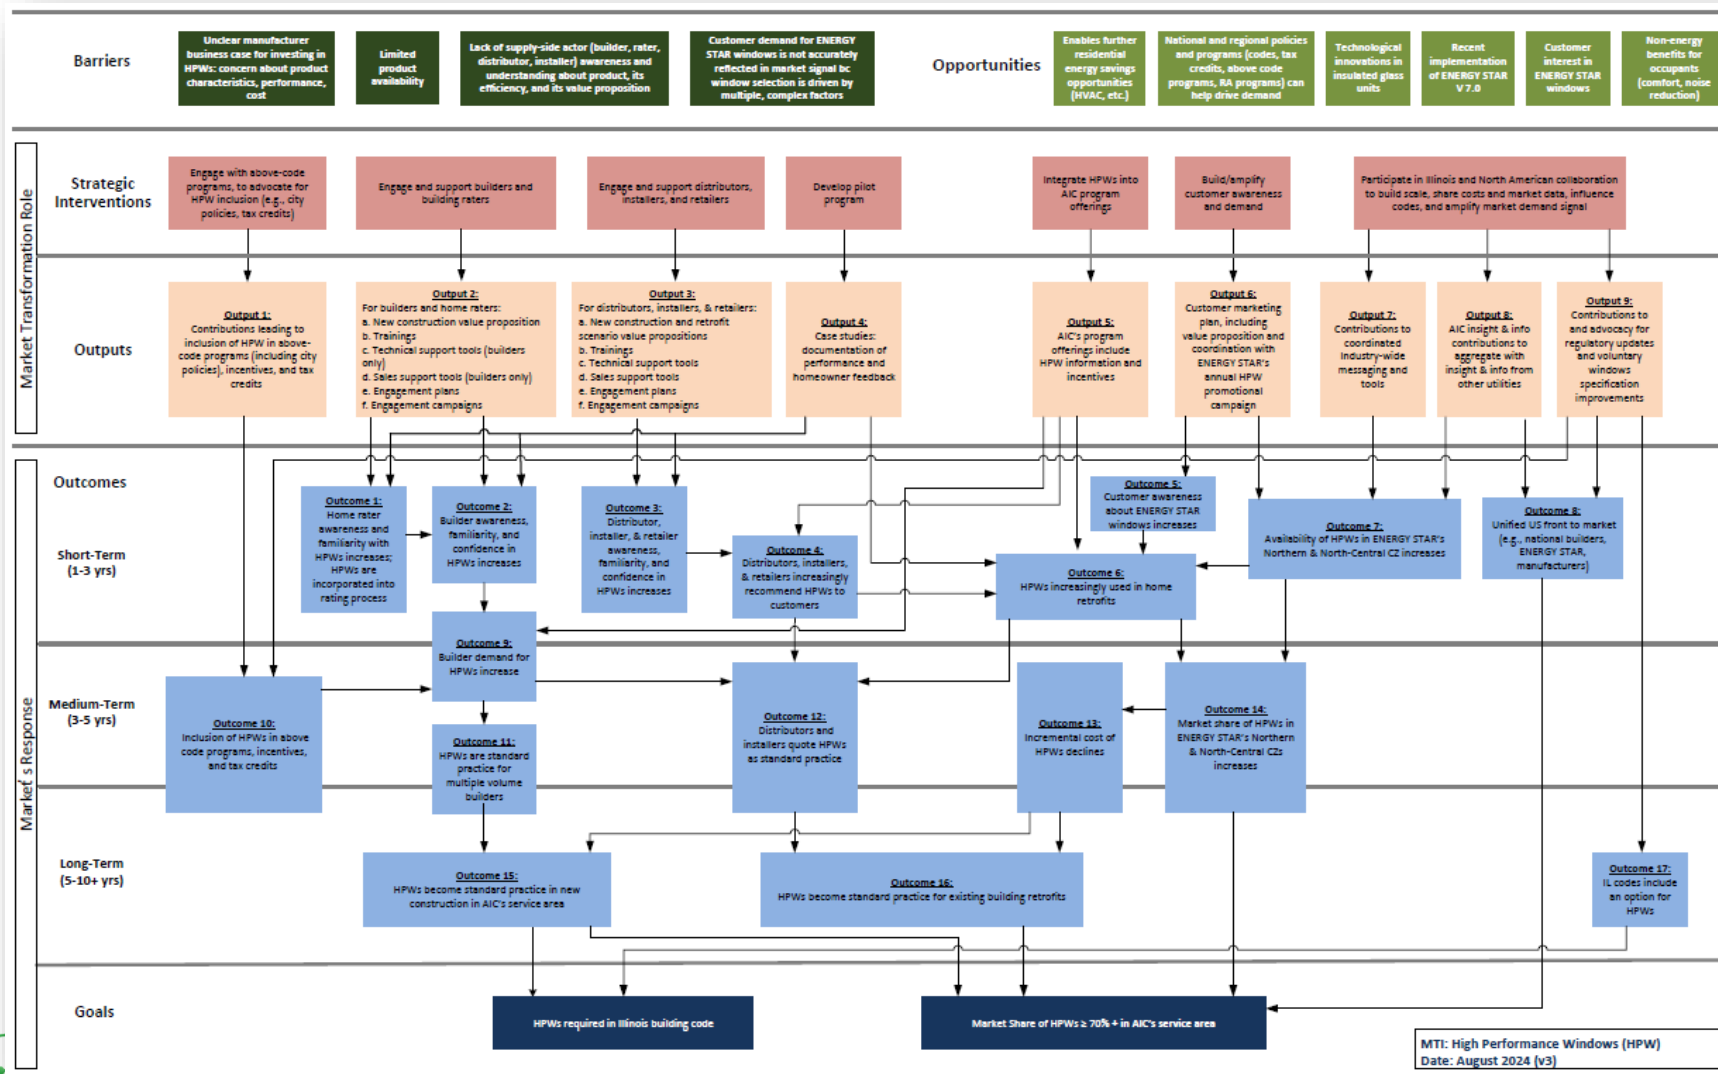 Barriers
Unclear manufacturer
business case for investing in
HPWs: concern about product
characteristics, performance,
cost
Limited
product
availability
Lack of supply-side actor (builder, rater,
distributor, installer) awareness and
understanding about product, its
efficiency, and its value proposition
Customer demand for ENERGY
STAR windows is not accurately
reflected in market signal bc
window selection is driven by
multiple, complex factors
Opportunities
Enables further
residential
energy savings
opportunities
(HVAC, etc.)
National and regional policies
and programs (codes, tax
credits, above code
programs, RA programs) can
help drive demand
Technological
innovations in
insulated glass
units
Recent
implementation
of ENERGY STAR
V 7.0
Customer
interest in
ENERGY STAR
windows
Non-energy
benefits for
occupants
(comfort, noise
reduction)
Market Transformation Role
Strategic
Interventions
Engage with above-code
programs, to advocate for
HPW inclusion (e.g., city
policies, tax credits)
Engage and support builders and
building raters
Engage and support distributors,
installers, and retailers
Develop pilot
program
Integrate HPWs into
AIC program
offerings
Build/amplify
customer awareness
and demand
Participate in Illinois and North American collaboration
to build scale, share costs and market data, influence
codes, and amplify market demand signal
Outputs
Output 1:
Contributions leading to
inclusion of HPW in above-
code programs (including city
policies), incentives, and tax
credits
Output 2:
For builders and home raters:
a. New construction value proposition
b. Trainings
c. Technical support tools (builders
only)
d. Sales support tools (builders only)
e. Engagement plans
f. Engagement campaigns
Output 3:
For distributors, installers, & retailers:
a. New construction and retrofit
scenario value propositions
b. Trainings
c. Technical support tools
d. Sales support tools
e. Engagement plans
f. Engagement campaigns
Output 4:
Case studies:
documentation of
performance and
homeowner feedback
Output 5:
AIC's program
offerings include
HPW information and
incentives
Output 6:
Customer marketing
plan, including
value proposition and
coordination with
ENERGY STAR's
annual HPW
promotional
campaign
Output 7:
Contributions to
coordinated
industry-wide
messaging and
tools
Output 8:
AIC insight & info
contributions to
aggregate with
insight & info from
other utilities
Output 9:
Contributions to
and advocacy for
regulatory updates
and voluntary
windows
specification
improvements
Market's Response
Outcomes
Short-Term
(1-3 yrs)
Outcome 1:
Home rater
awareness and
familiarity with
HPWs increases;
HPWs are
incorporated into
rating process
Outcome 2:
Builder awareness,
familiarity, and
confidence in
HPWs increases
Outcome 3:
Distributor,
installer, & retailer
awareness,
familiarity, and
confidence in
HPWs increases
Outcome 4:
Distributors, installers,
& retailers increasingly
recommend HPWs to
customers
Outcome 5:
Customer awareness
about ENERGY STAR
windows increases
Outcome 6:
HPWs increasingly used in home
retrofits
Outcome 7:
Availability of HPWs in ENERGY STAR's
Northern & North-Central CZ increases
Outcome 8:
Unified US front to market
(e.g., national builders,
ENERGY STAR,
manufacturers)
Outcome 9:
Builder demand for
HPWs increase
Medium-Term
(3-5 yrs)
Outcome 10:
Inclusion of HPWs in above
code programs, incentives,
and tax credits
Outcome 11:
HPWs are standard
practice for
multiple volume
builders
Outcome 12:
Distributors and
installers quote HPWs
as standard practice
Outcome 13:
Incremental cost of
HPWs declines
Outcome 14:
Market share of HPWs in
ENERGY STAR's Northern
& North-Central CZs
increases
Long-Term
(5-10+ yrs)
Outcome 15:
HPWs become standard practice in new
construction in AIC's service area
Outcome 16:
HPWs become standard practice for existing building retrofits
Outcome 17:
IL codes include
an option for
HPWs
Goals
HPWs required in Illinois building code
Market Share of HPWs ≥ 70% + in AIC's service area
MTI: High Performance Windows (HPW)
Date: August 2024 (v3)